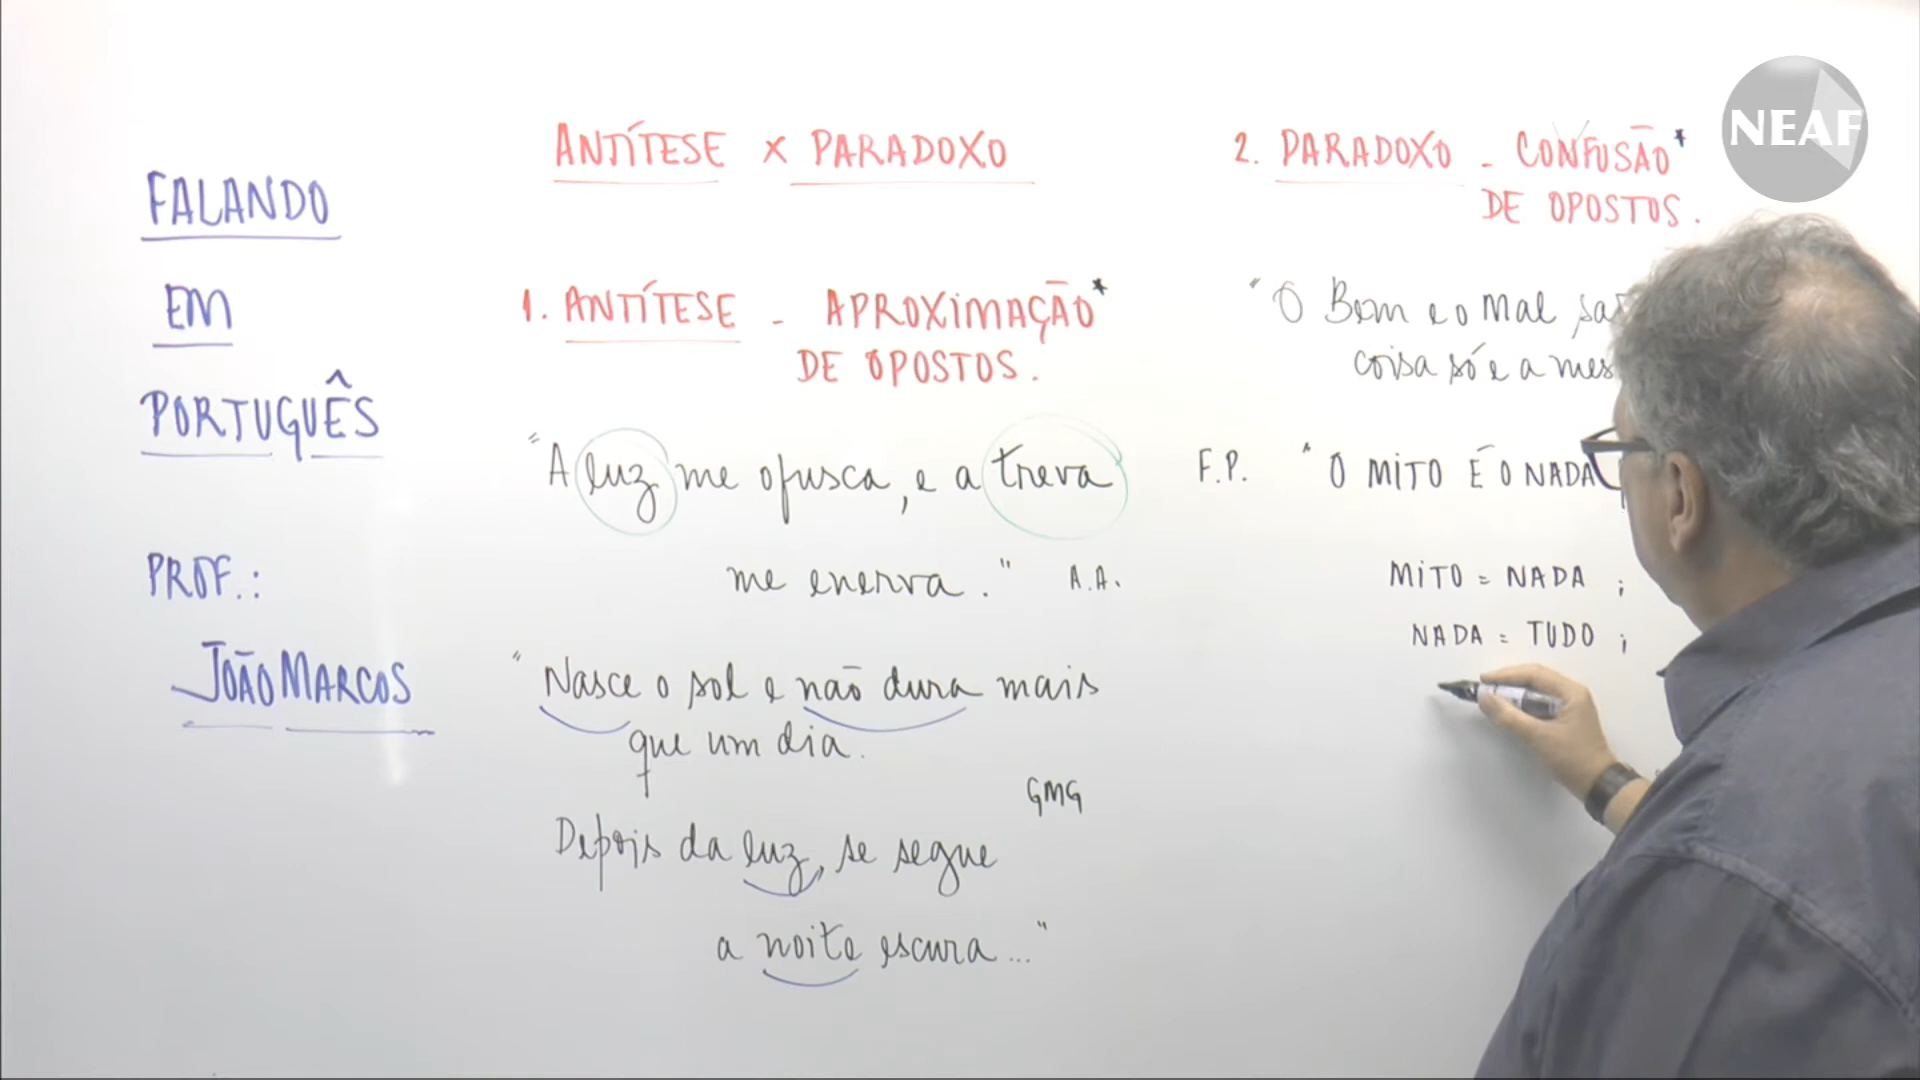 FALANDO
EM
PORTUGUÊS
PROF.:
JOÃO MARCOS
ANTÍTESE X PARADOXO
1. ANTÍTESE - APROXIMAÇÃO*
DE OPOSTOS.
"A luz me ofusca, e a treva
me enerva." A.A.
"Nasce o sol e não dura mais
que um dia.
GMG
Depois da luz, se segue
a noite escura..."
2. PARADOXO - CONFUSÃO*
DE OPOSTOS.
"O Bem e o Mal
coisa só e a
F.P. "O MITO É O NADA
MITO = NADA ;
NADA = TUDO ;
NEAF